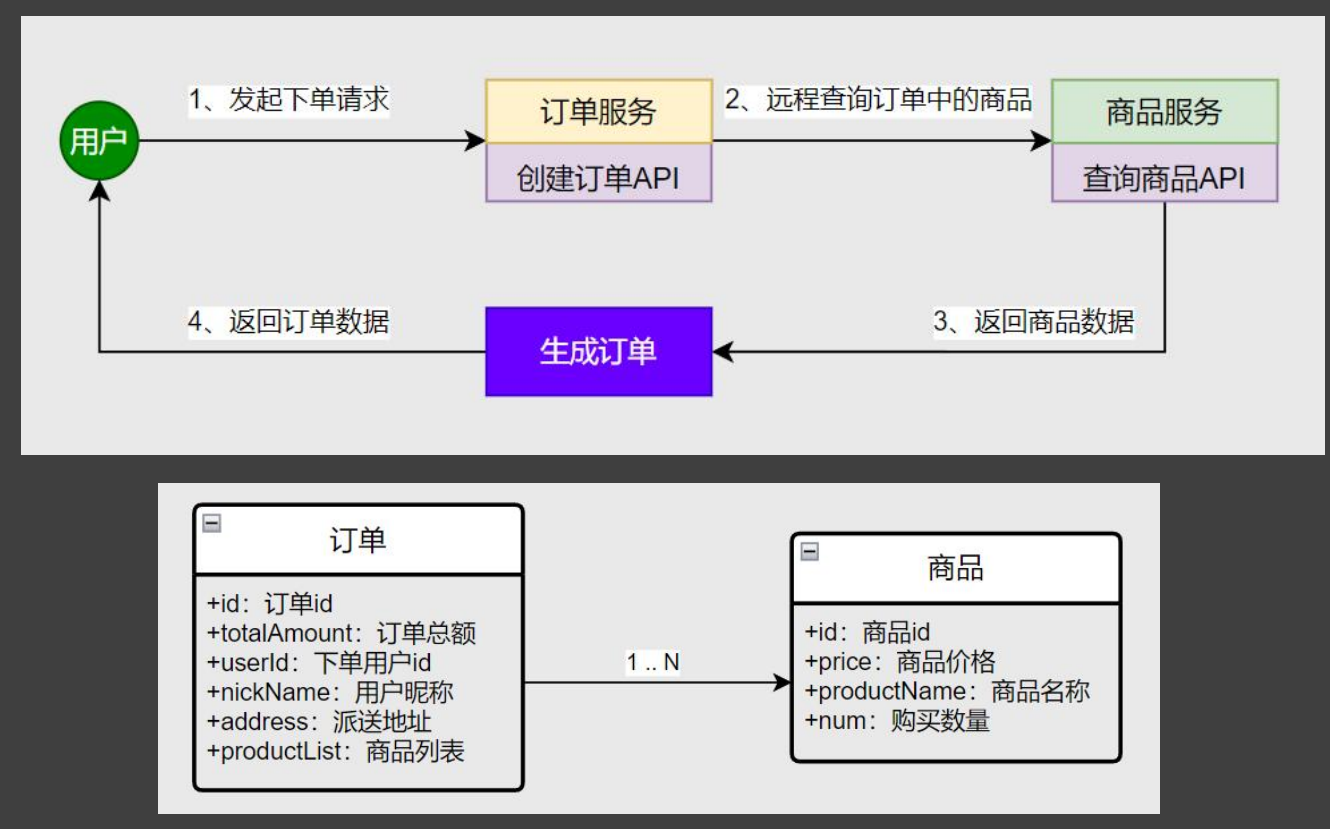 1、发起下单请求
订单服务
2、远程查询订单中的商品
商品服务
用户
创建订单API
查询商品API
4、返回订单数据
生成订单
3、返回商品数据
订单
+id：订单id
+totalAmount：订单总额
+userId：下单用户id
+nickName：用户昵称
+address：派送地址
+productList：商品列表
1 .. N
商品
+id：商品id
+price：商品价格
+productName：商品名称
+num：购买数量